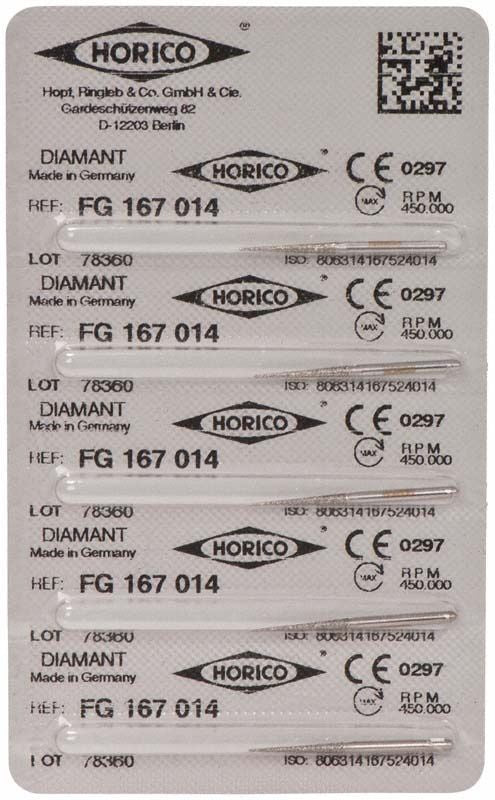 HORICO ®
Hopf, Ringleb & Co. GmbH & Cie.
Gardeschützenweg 82
D-12203 Berlin
DIAMANT HORICO ® CE 0297
Made in Germany
REF: FG 167 014 MAX RPM 450.000
LOT 78360 ISO: 806314167524014
DIAMANT HORICO ® CE 0297
Made in Germany
REF: FG 167 014 MAX RPM 450.000
LOT 78360 ISO: 806314167524014
DIAMANT HORICO ® CE 0297
Made in Germany
REF: FG 167 014 MAX RPM 450.000
LOT 78360 ISO: 806314167524014
DIAMANT HORICO ® CE 0297
Made in Germany
REF: FG 167 014 MAX RPM 450.000
LOT 78360 ISO: 806314167524014
DIAMANT HORICO ® CE 0297
Made in Germany
REF: FG 167 014 MAX RPM 450.000
LOT 78360 ISO: 806314167524014